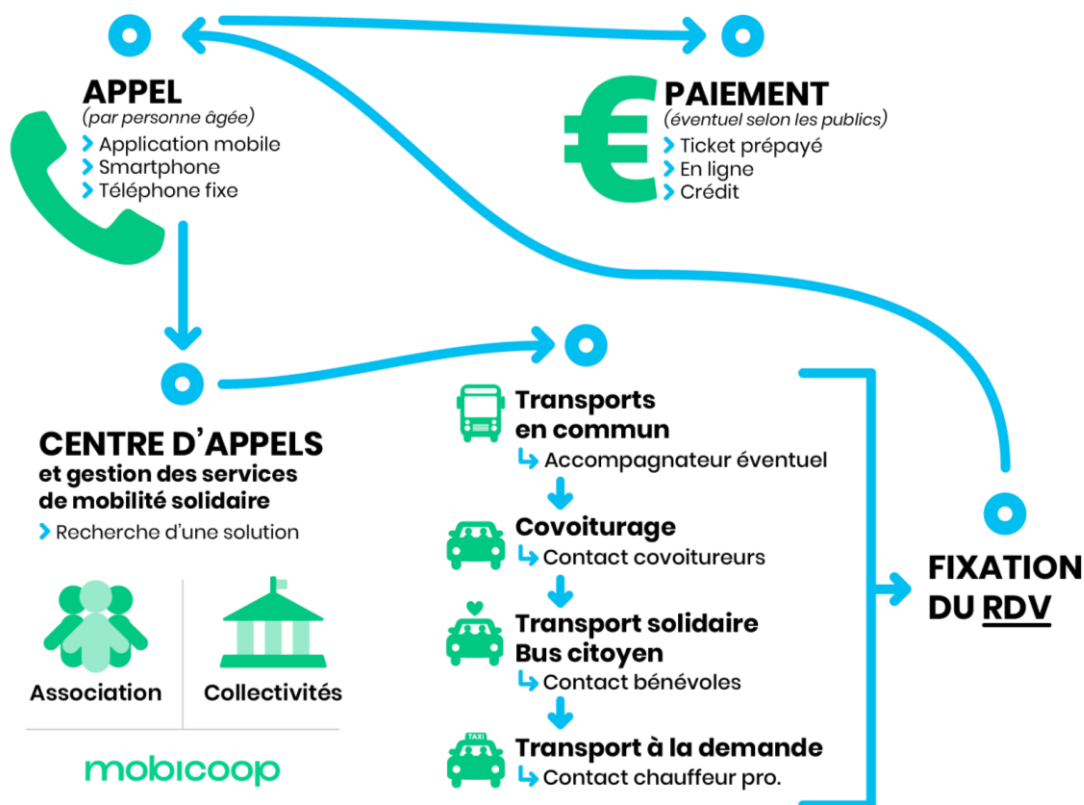 APPEL
(par personne âgée)
Application mobile
Smartphone
Téléphone fixe
PAIEMENT
(éventuel selon les publics)
Ticket prépayé
En ligne
Crédit
CENTRE D’APPELS
et gestion des services
de mobilité solidaire
Recherche d’une solution
Association
Collectivités
mobicoop
Transports
en commun
Accompagnateur éventuel
Covoiturage
Contact covoitureurs
Transport solidaire
Bus citoyen
Contact bénévoles
TAXI
Transport à la demande
Contact chauffeur pro.
FIXATION
DU RDV